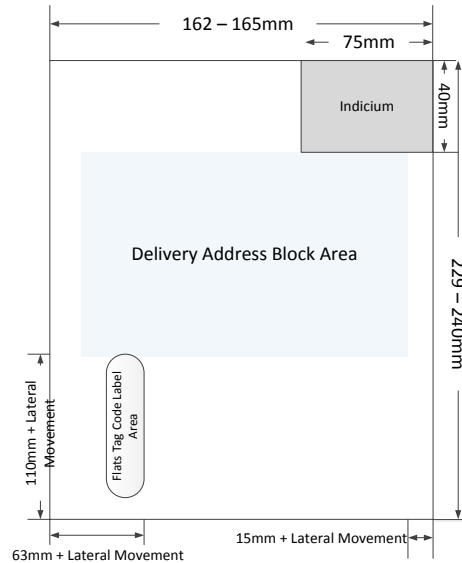 162 – 165mm
75mm
40mm
Indicium
Delivery Address Block Area
229 – 240mm
110mm + Lateral
Movement
Flats Tag Code Label
Area
15mm + Lateral Movement
63mm + Lateral Movement